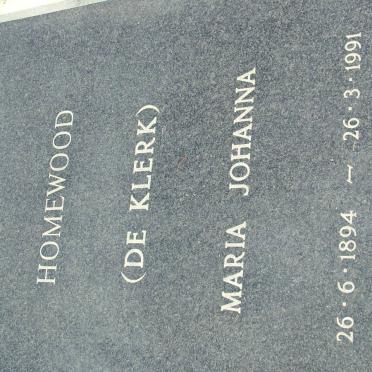 HOMEWOOD
(DE KLERK)
MARIA JOHANNA
26·6·1894 ~ 26·3·1991